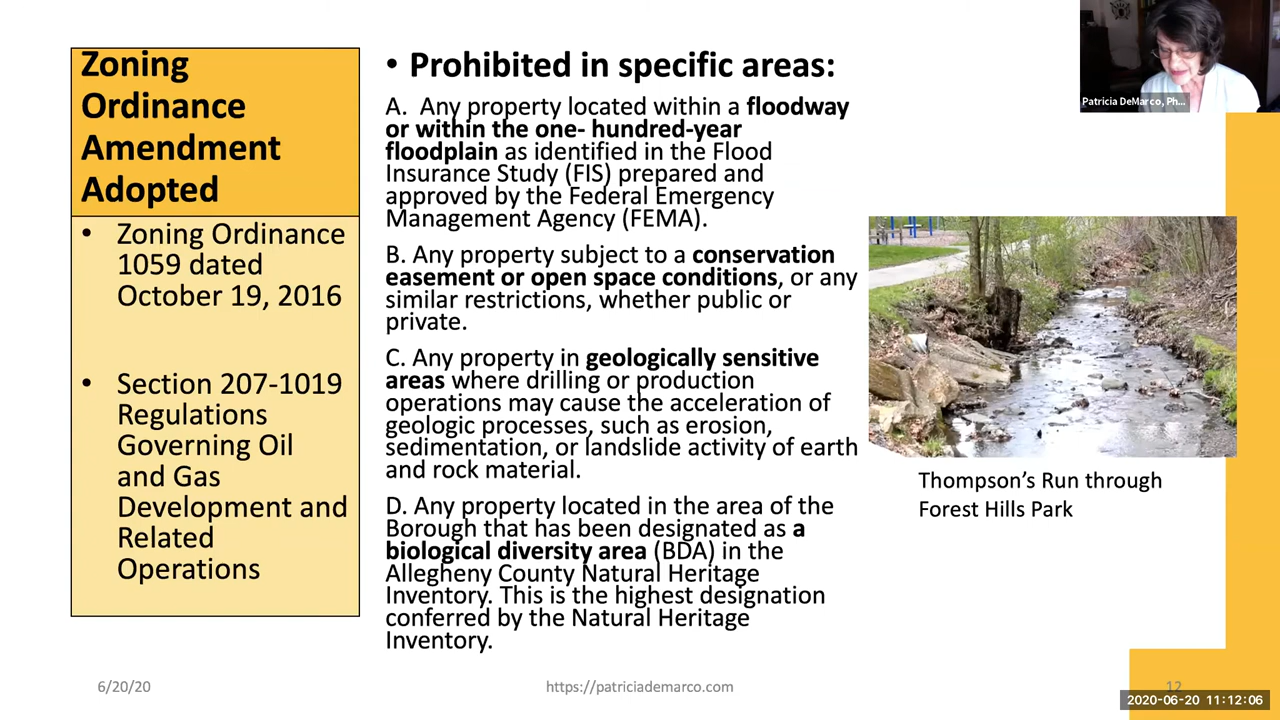 Zoning
Ordinance
Amendment
Adopted
• Zoning Ordinance
1059 dated
October 19, 2016
• Section 207-1019
Regulations
Governing Oil
and Gas
Development and
Related
Operations
• Prohibited in specific areas:
A. Any property located within a floodway
or within the one- hundred-year
floodplain as identified in the Flood
Insurance Study (FIS) prepared and
approved by the Federal Emergency
Management Agency (FEMA).
B. Any property subject to a conservation
easement or open space conditions, or any
similar restrictions, whether public or
private.
C. Any property in geologically sensitive
areas where drilling or production
operations may cause the acceleration of
geologic processes, such as erosion,
sedimentation, or landslide activity of earth
and rock material.
D. Any property located in the area of the
Borough that has been designated as a
biological diversity area (BDA) in the
Allegheny County Natural Heritage
Inventory. This is the highest designation
conferred by the Natural Heritage
Inventory.
Patricia DeMarco, Ph...
Thompson's Run through
Forest Hills Park
6/20/20
https://patriciademarco.com
12
2020-06-20 11:12:06